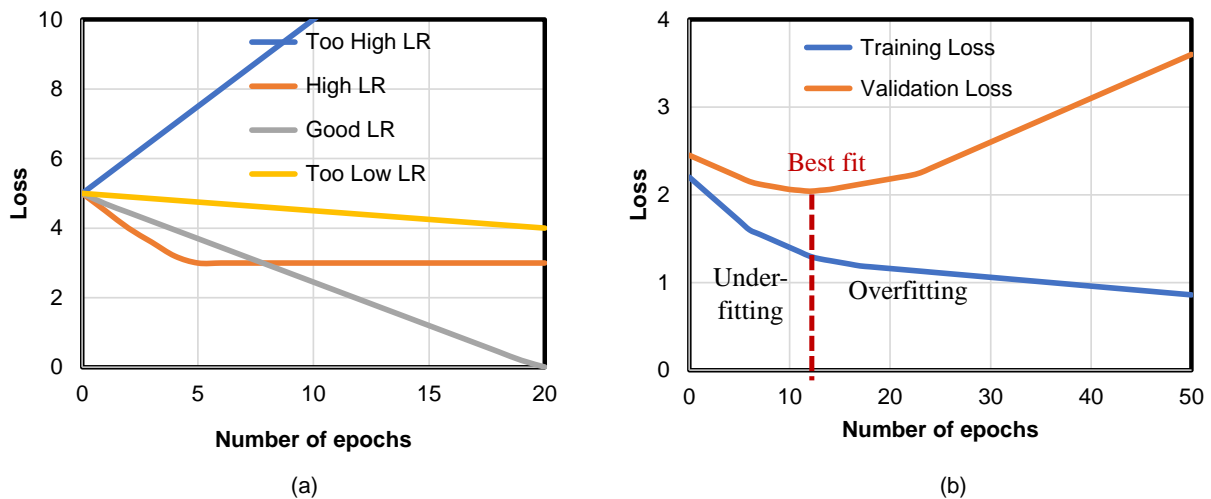 10
8
6
4
2
0
Loss
Too High LR
High LR
Good LR
Too Low LR
0 5 10 15 20
Number of epochs
(a)
4
3
2
1
0
Loss
Training Loss
Validation Loss
Best fit
Under-
fitting
Overfitting
0 10 20 30 40 50
Number of epochs
(b)